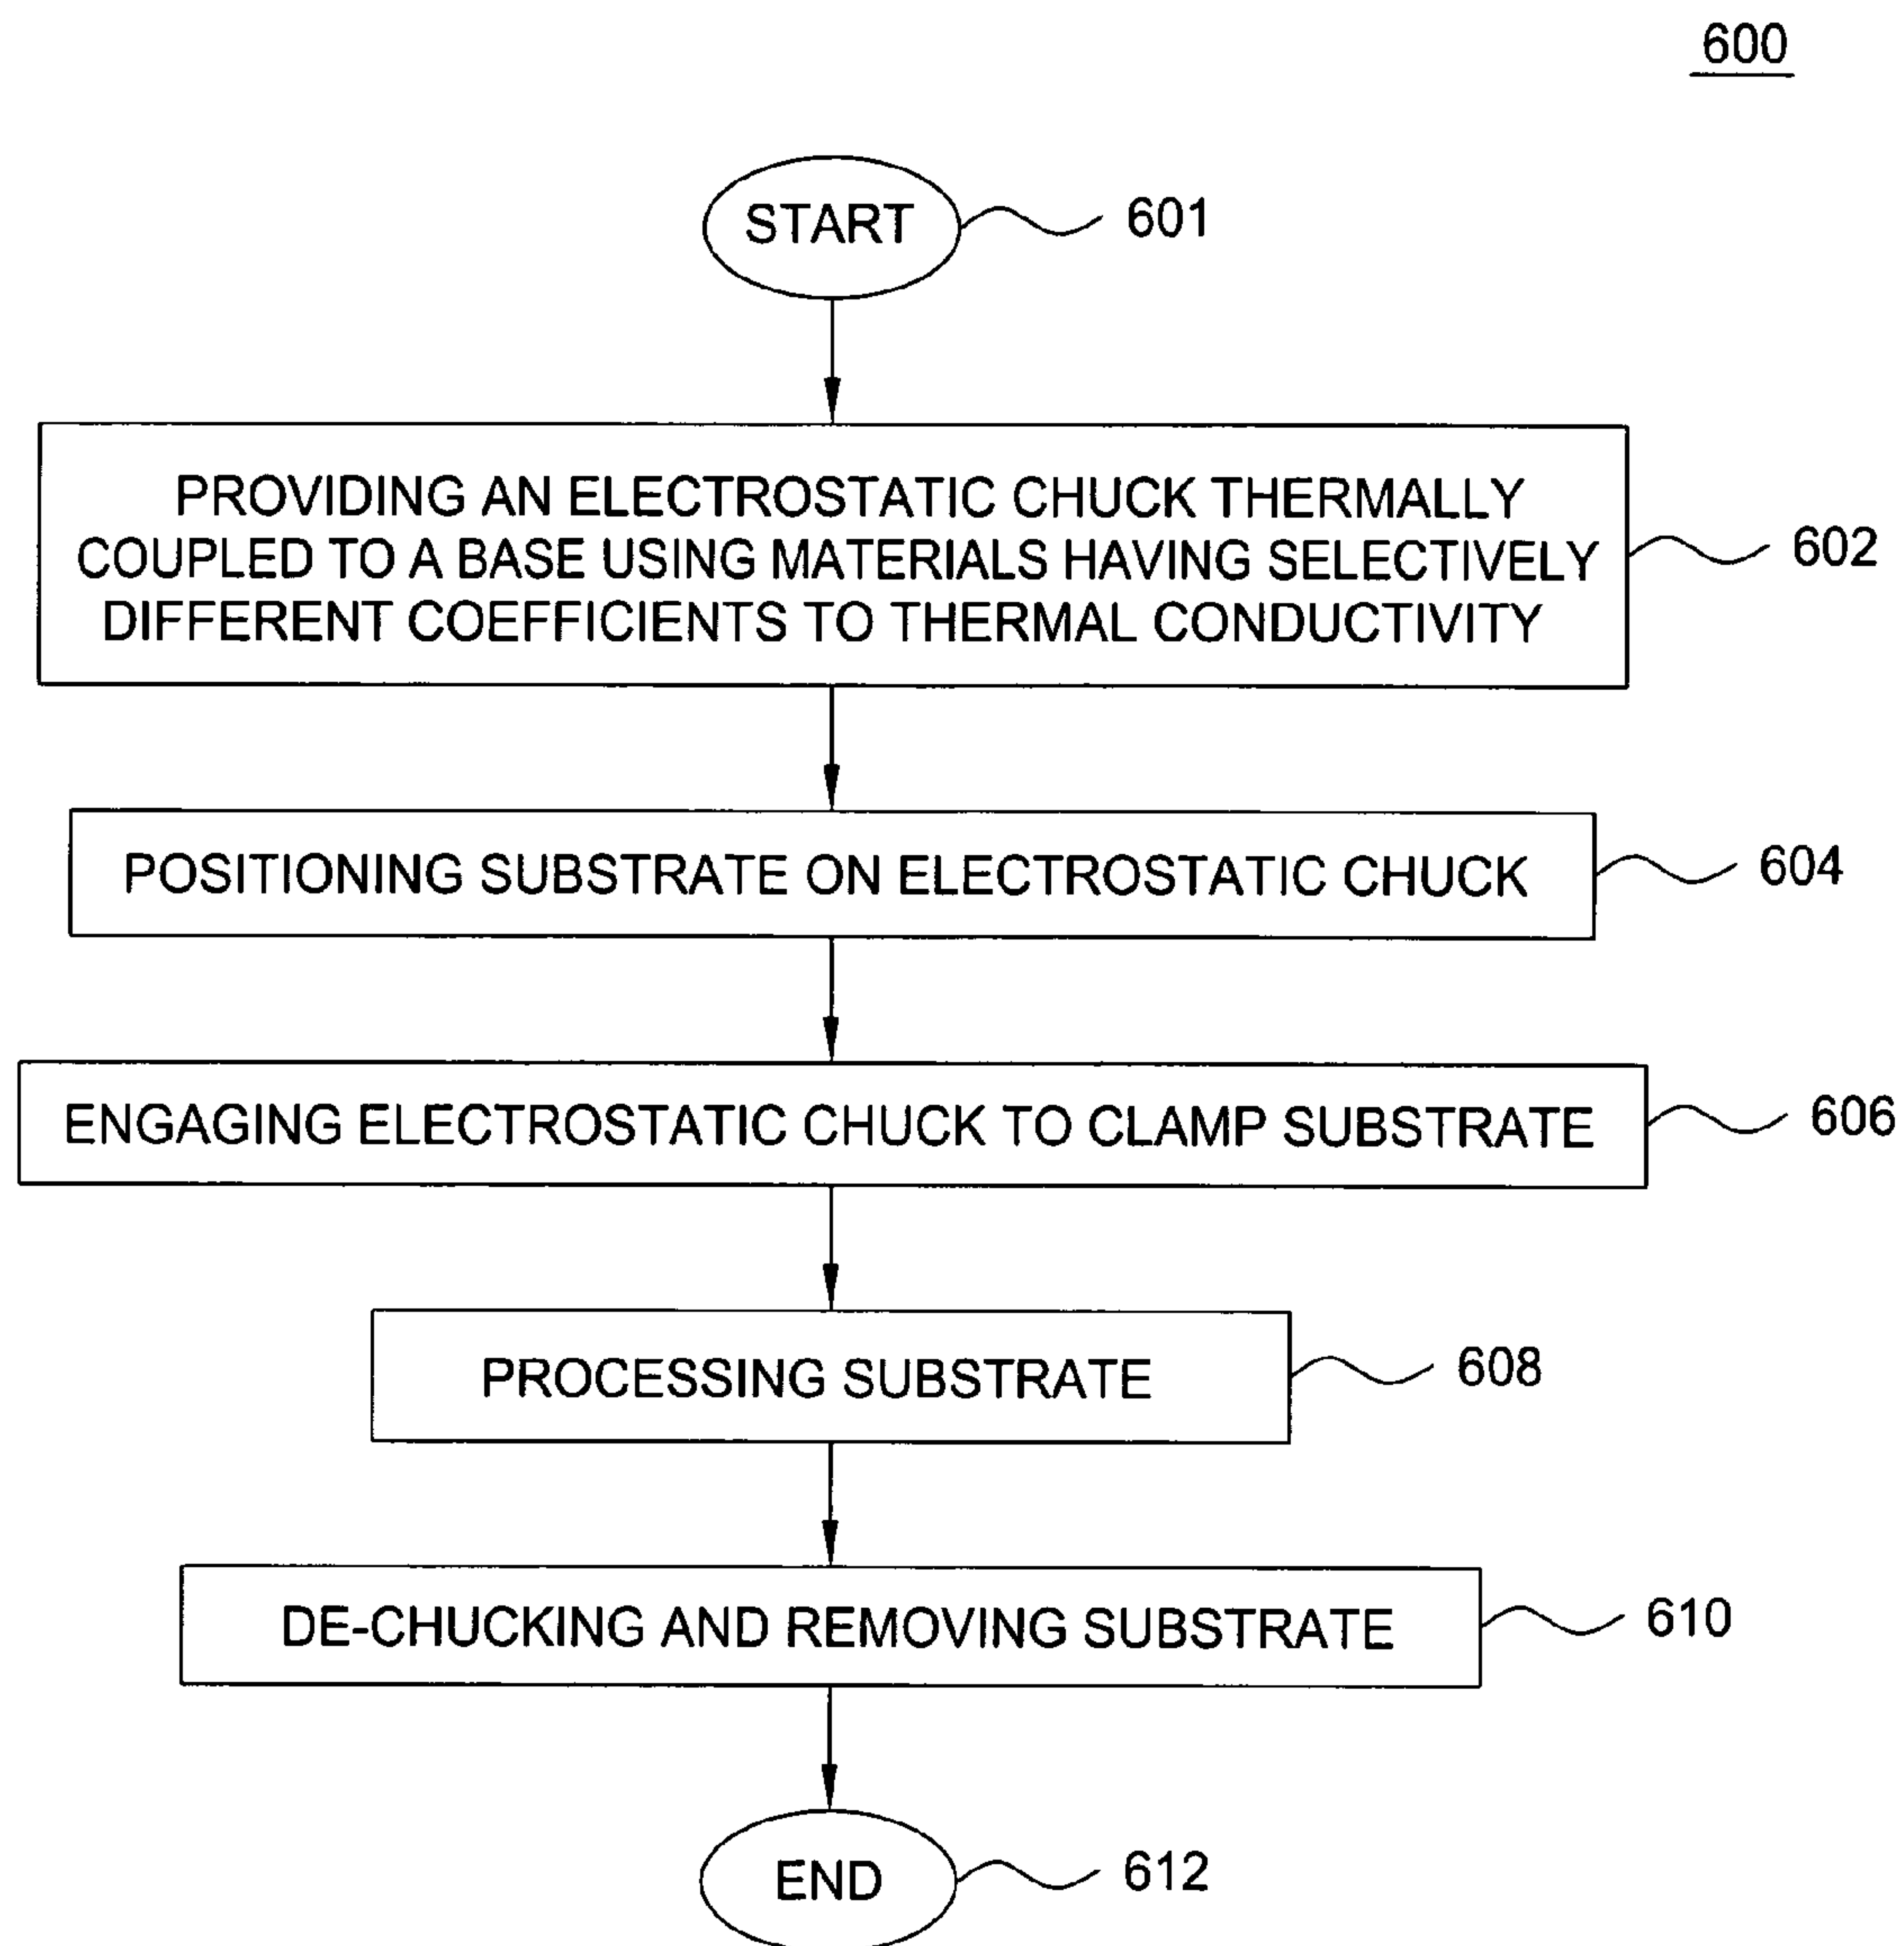 600
START
601
PROVIDING AN ELECTROSTATIC CHUCK THERMALLY
COUPLED TO A BASE USING MATERIALS HAVING SELECTIVELY
DIFFERENT COEFFICIENTS TO THERMAL CONDUCTIVITY
602
POSITIONING SUBSTRATE ON ELECTROSTATIC CHUCK
604
ENGAGING ELECTROSTATIC CHUCK TO CLAMP SUBSTRATE
606
PROCESSING SUBSTRATE
608
DE-CHUCKING AND REMOVING SUBSTRATE
610
END
612